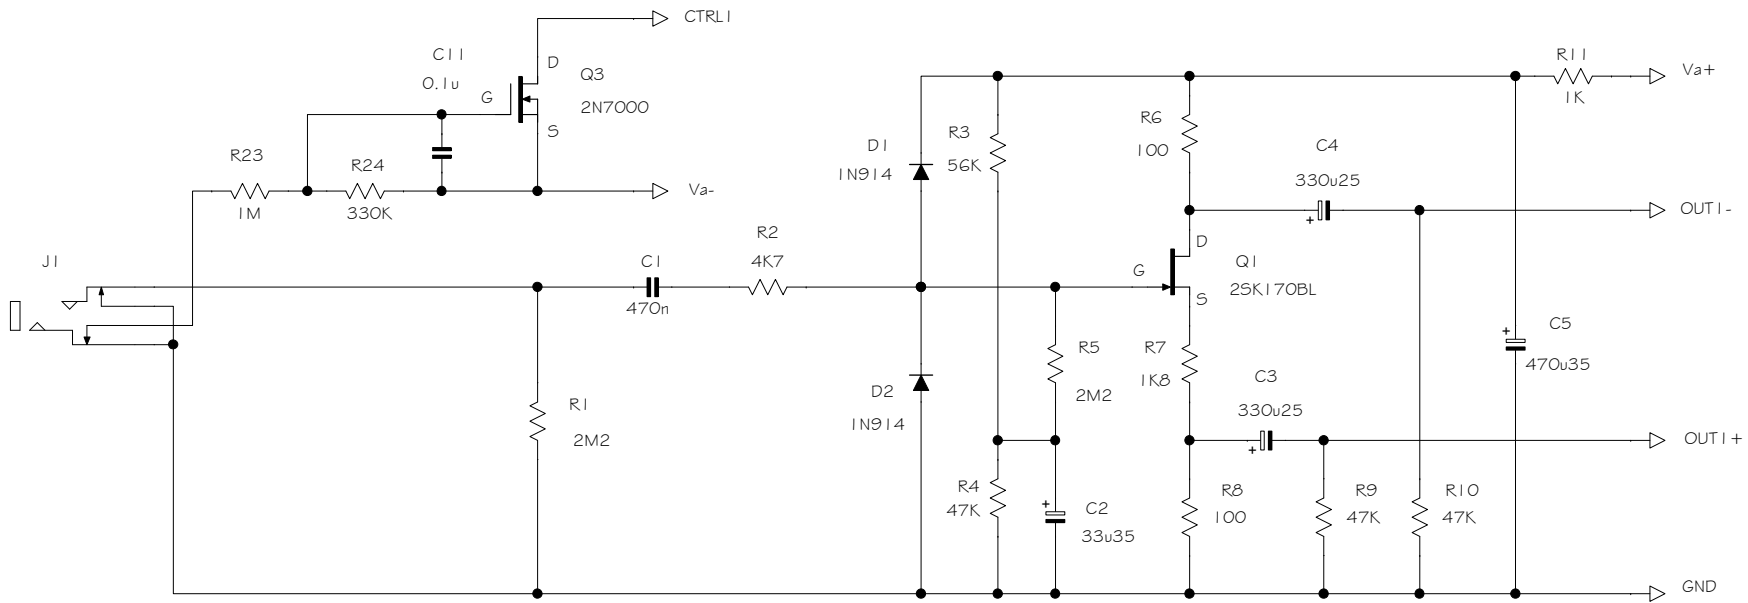 CTRL1
C11
0.1u
D
G
Q3
2N7000
S
R23
1M
R24
330K
Va-
J1
C1
470n
R2
4K7
R1
2M2
D1
1N914
D2
1N914
R3
56K
R4
47K
R5
2M2
C2
33u35
R6
100
D
G
Q1
2SK170BL
S
R7
1K8
R8
100
C4
330u25
C3
330u25
R9
47K
R10
47K
C5
470u35
R11
1K
Va+
OUT1-
OUT1+
GND
+
+
+
+